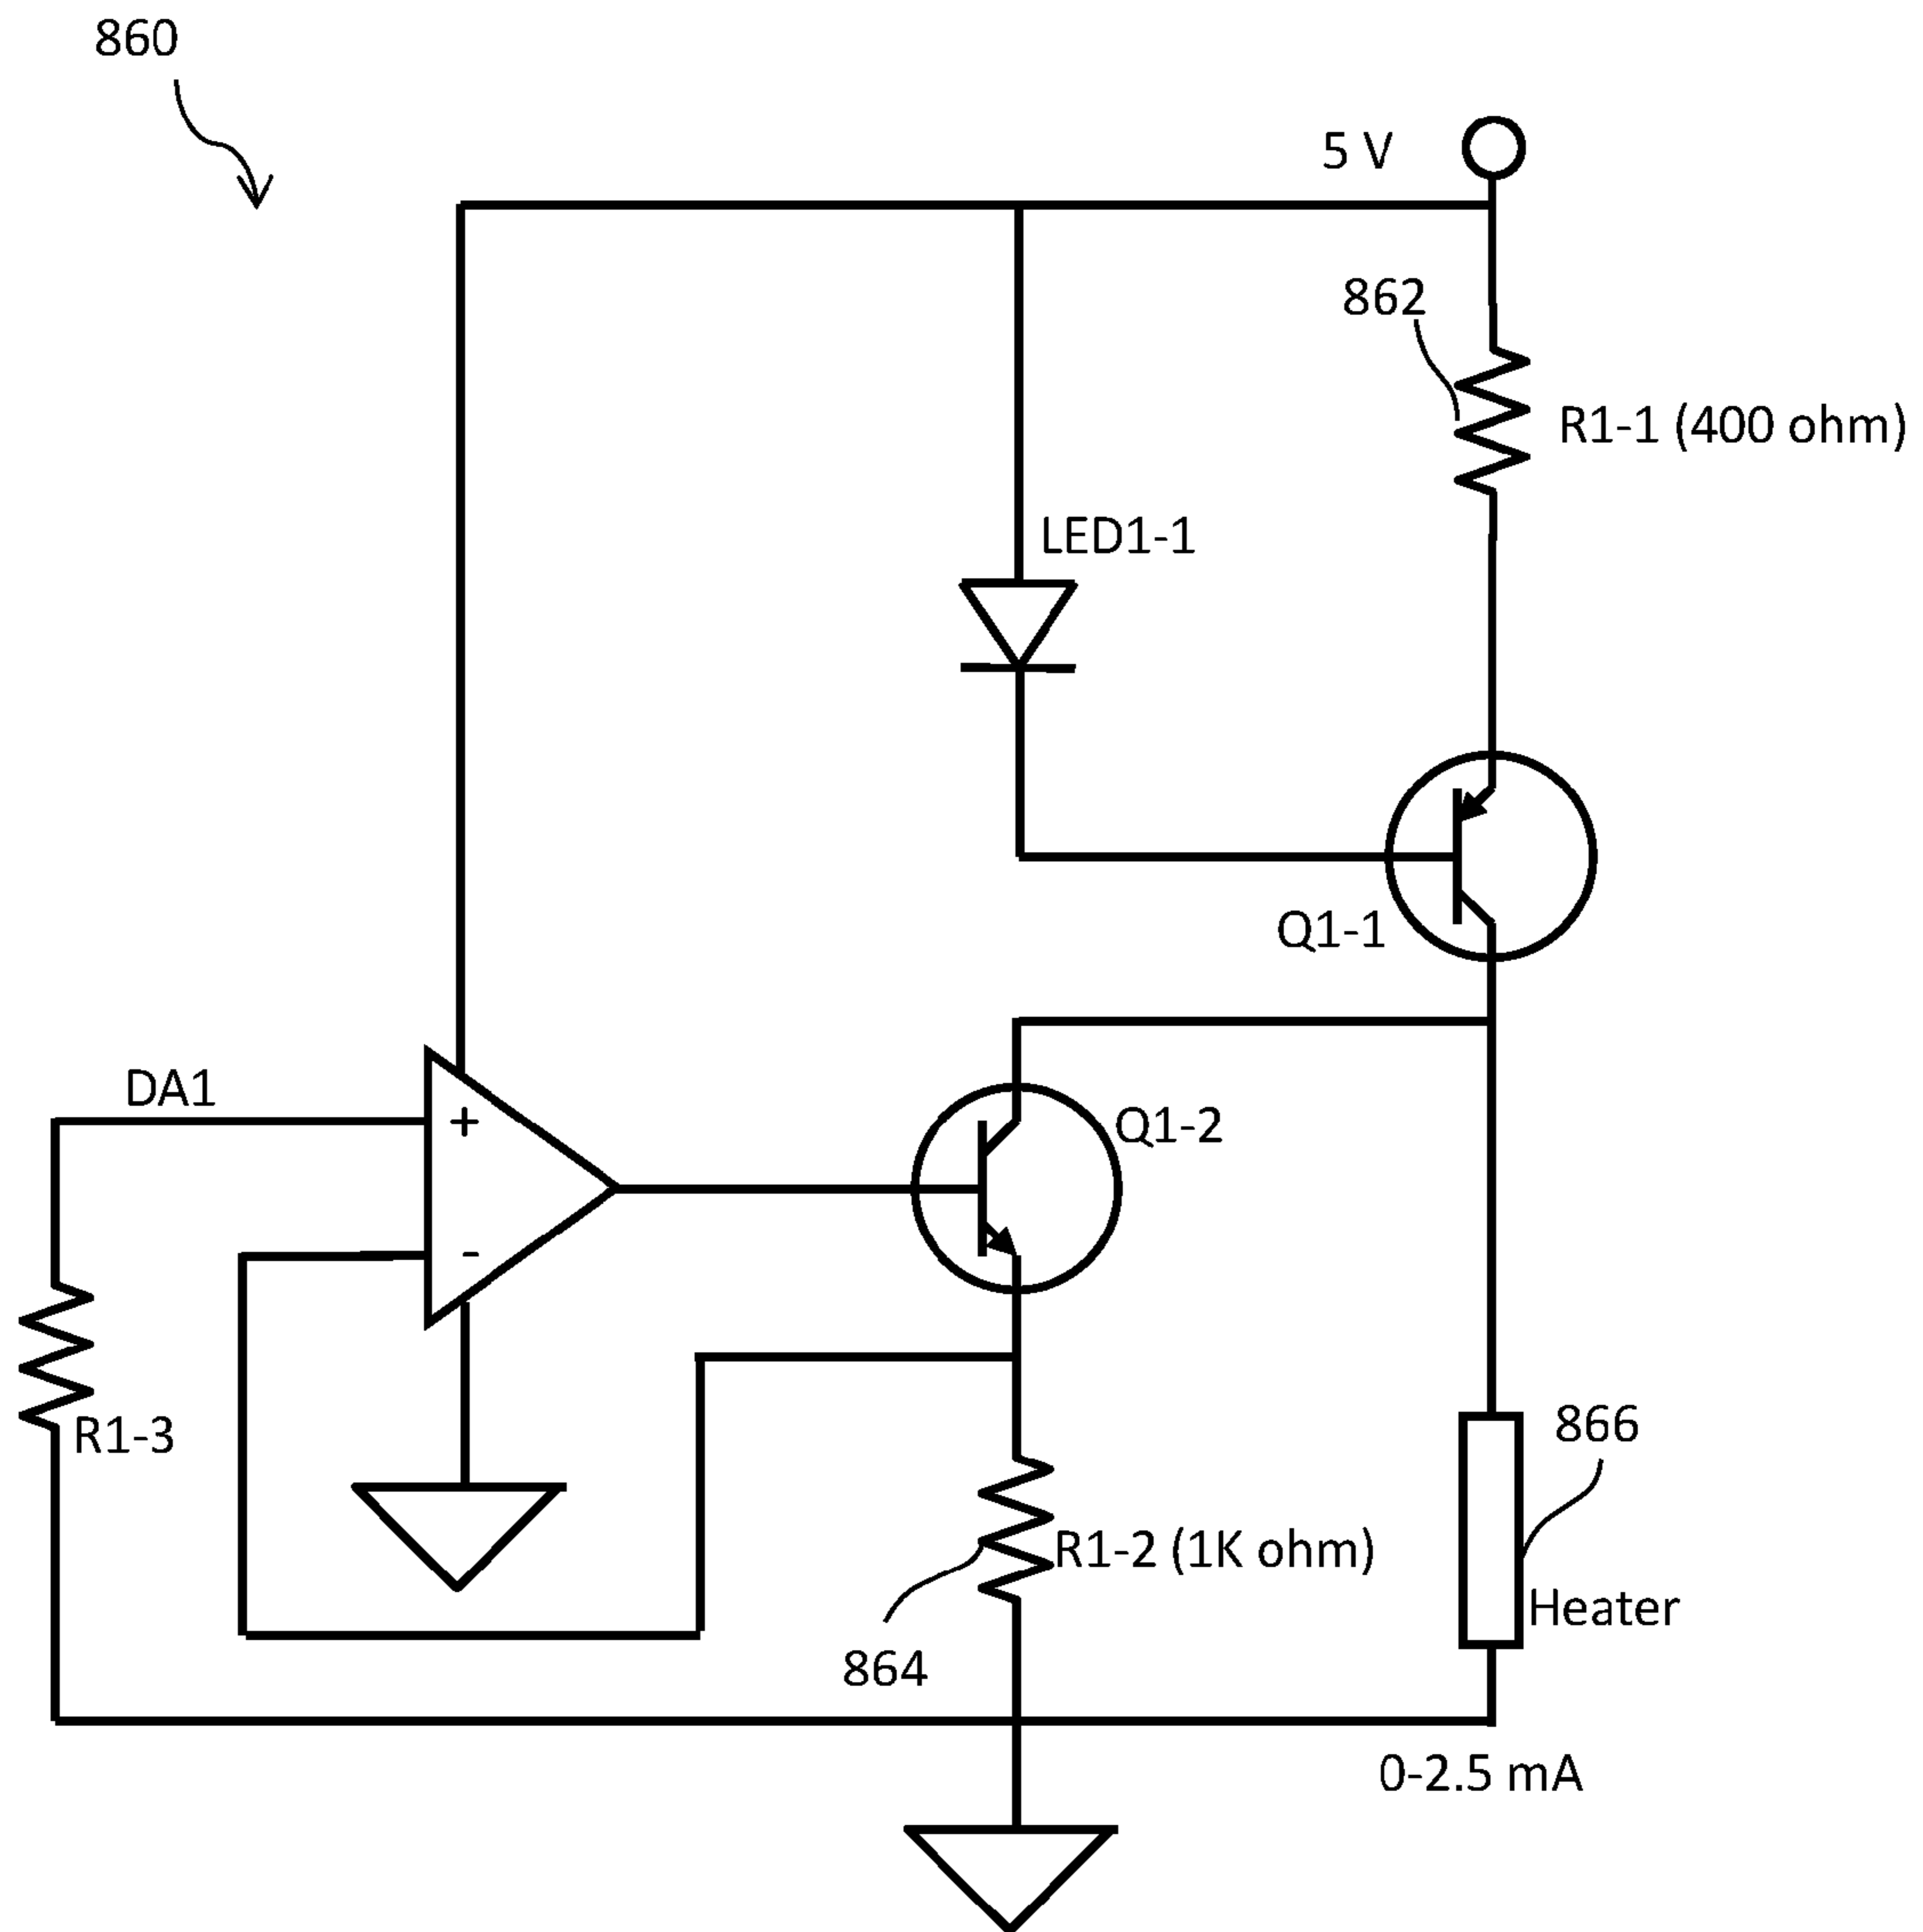 860
5 V
862
R1-1 (400 ohm)
LED1-1
Q1-1
DA1
+
Q1-2
-
R1-3
866
R1-2 (1K ohm)
Heater
864
0-2.5 mA